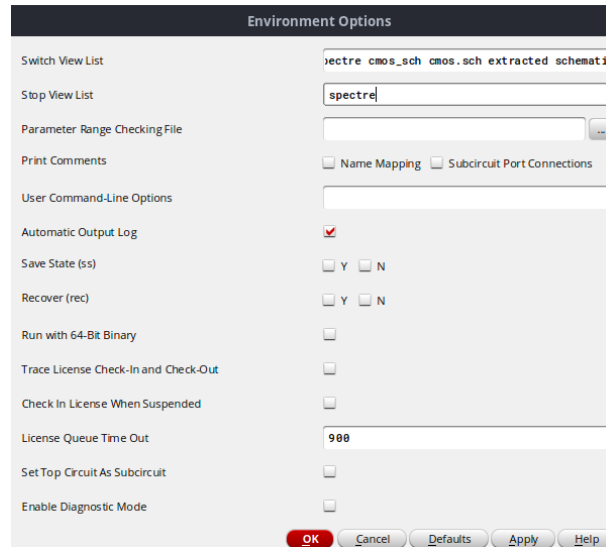 Environment Options
Switch View List
cmos_sch cmos.sch extracted
Stop View List
spectre
Parameter Range Checking File
...
Print Comments
Name Mapping Subcircuit Port Connections
User Command-Line Options
Automatic Output Log
Save State (ss)
Y N
Recover (rec)
Y N
Run with 64-Bit Binary
Trace License Check-In and Check-Out
Check In License When Suspended
License Queue Time Out
900
Set Top Circuit As Subcircuit
Enable Diagnostic Mode
OK Cancel Defaults Apply Help